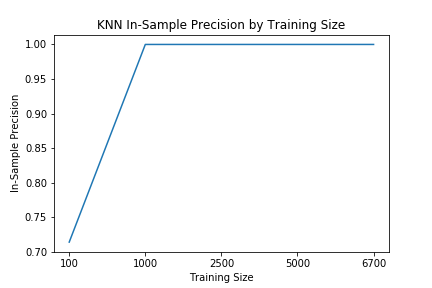 KNN In-Sample Precision by Training Size
1.00
0.95
0.90
0.85
0.80
0.75
0.70
In-Sample Precision
100 1000 2500 5000 6700
Training Size